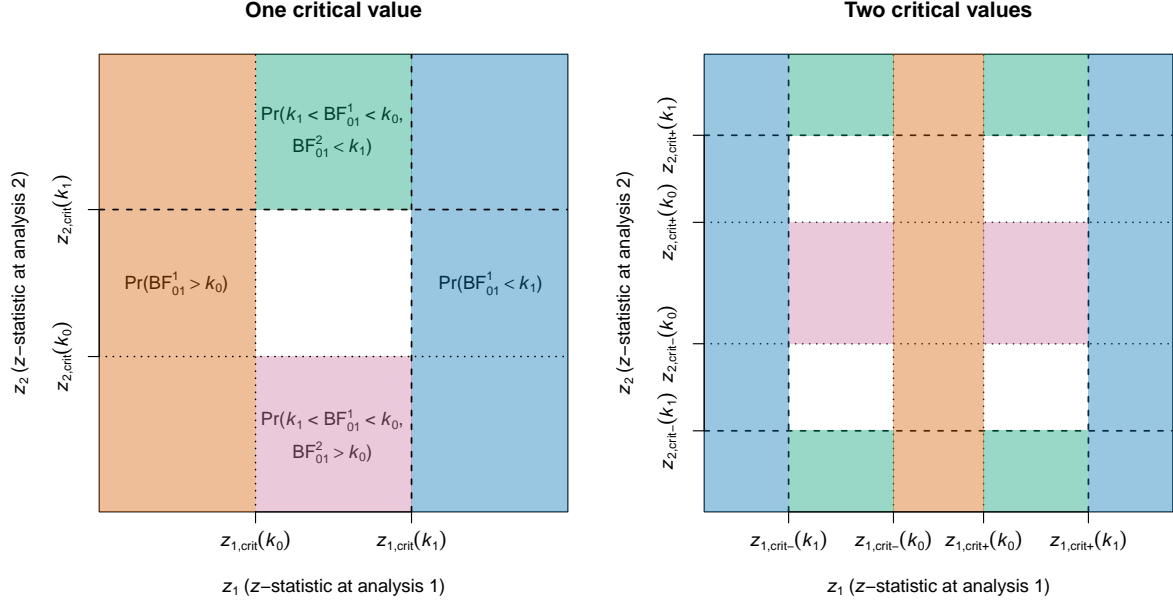 One critical value
Pr(k₁ < BF¹₀₁ < k₀,
BF²₀₁ < k₁)
Pr(BF¹₀₁ > k₀)
Pr(BF¹₀₁ < k₁)
Pr(k₁ < BF¹₀₁ < k₀,
BF²₀₁ > k₀)
z₂ (z−statistic at analysis 2)
z₂,crit(k₁)
z₂,crit(k₀)
z₁,crit(k₀)
z₁,crit(k₁)
z₁ (z−statistic at analysis 1)
Two critical values
z₂ (z−statistic at analysis 2)
z₂,crit+(k₁)
z₂,crit+(k₀)
z₂,crit−(k₀)
z₂,crit−(k₁)
z₁,crit−(k₁)
z₁,crit−(k₀)
z₁,crit+(k₀)
z₁,crit+(k₁)
z₁ (z−statistic at analysis 1)